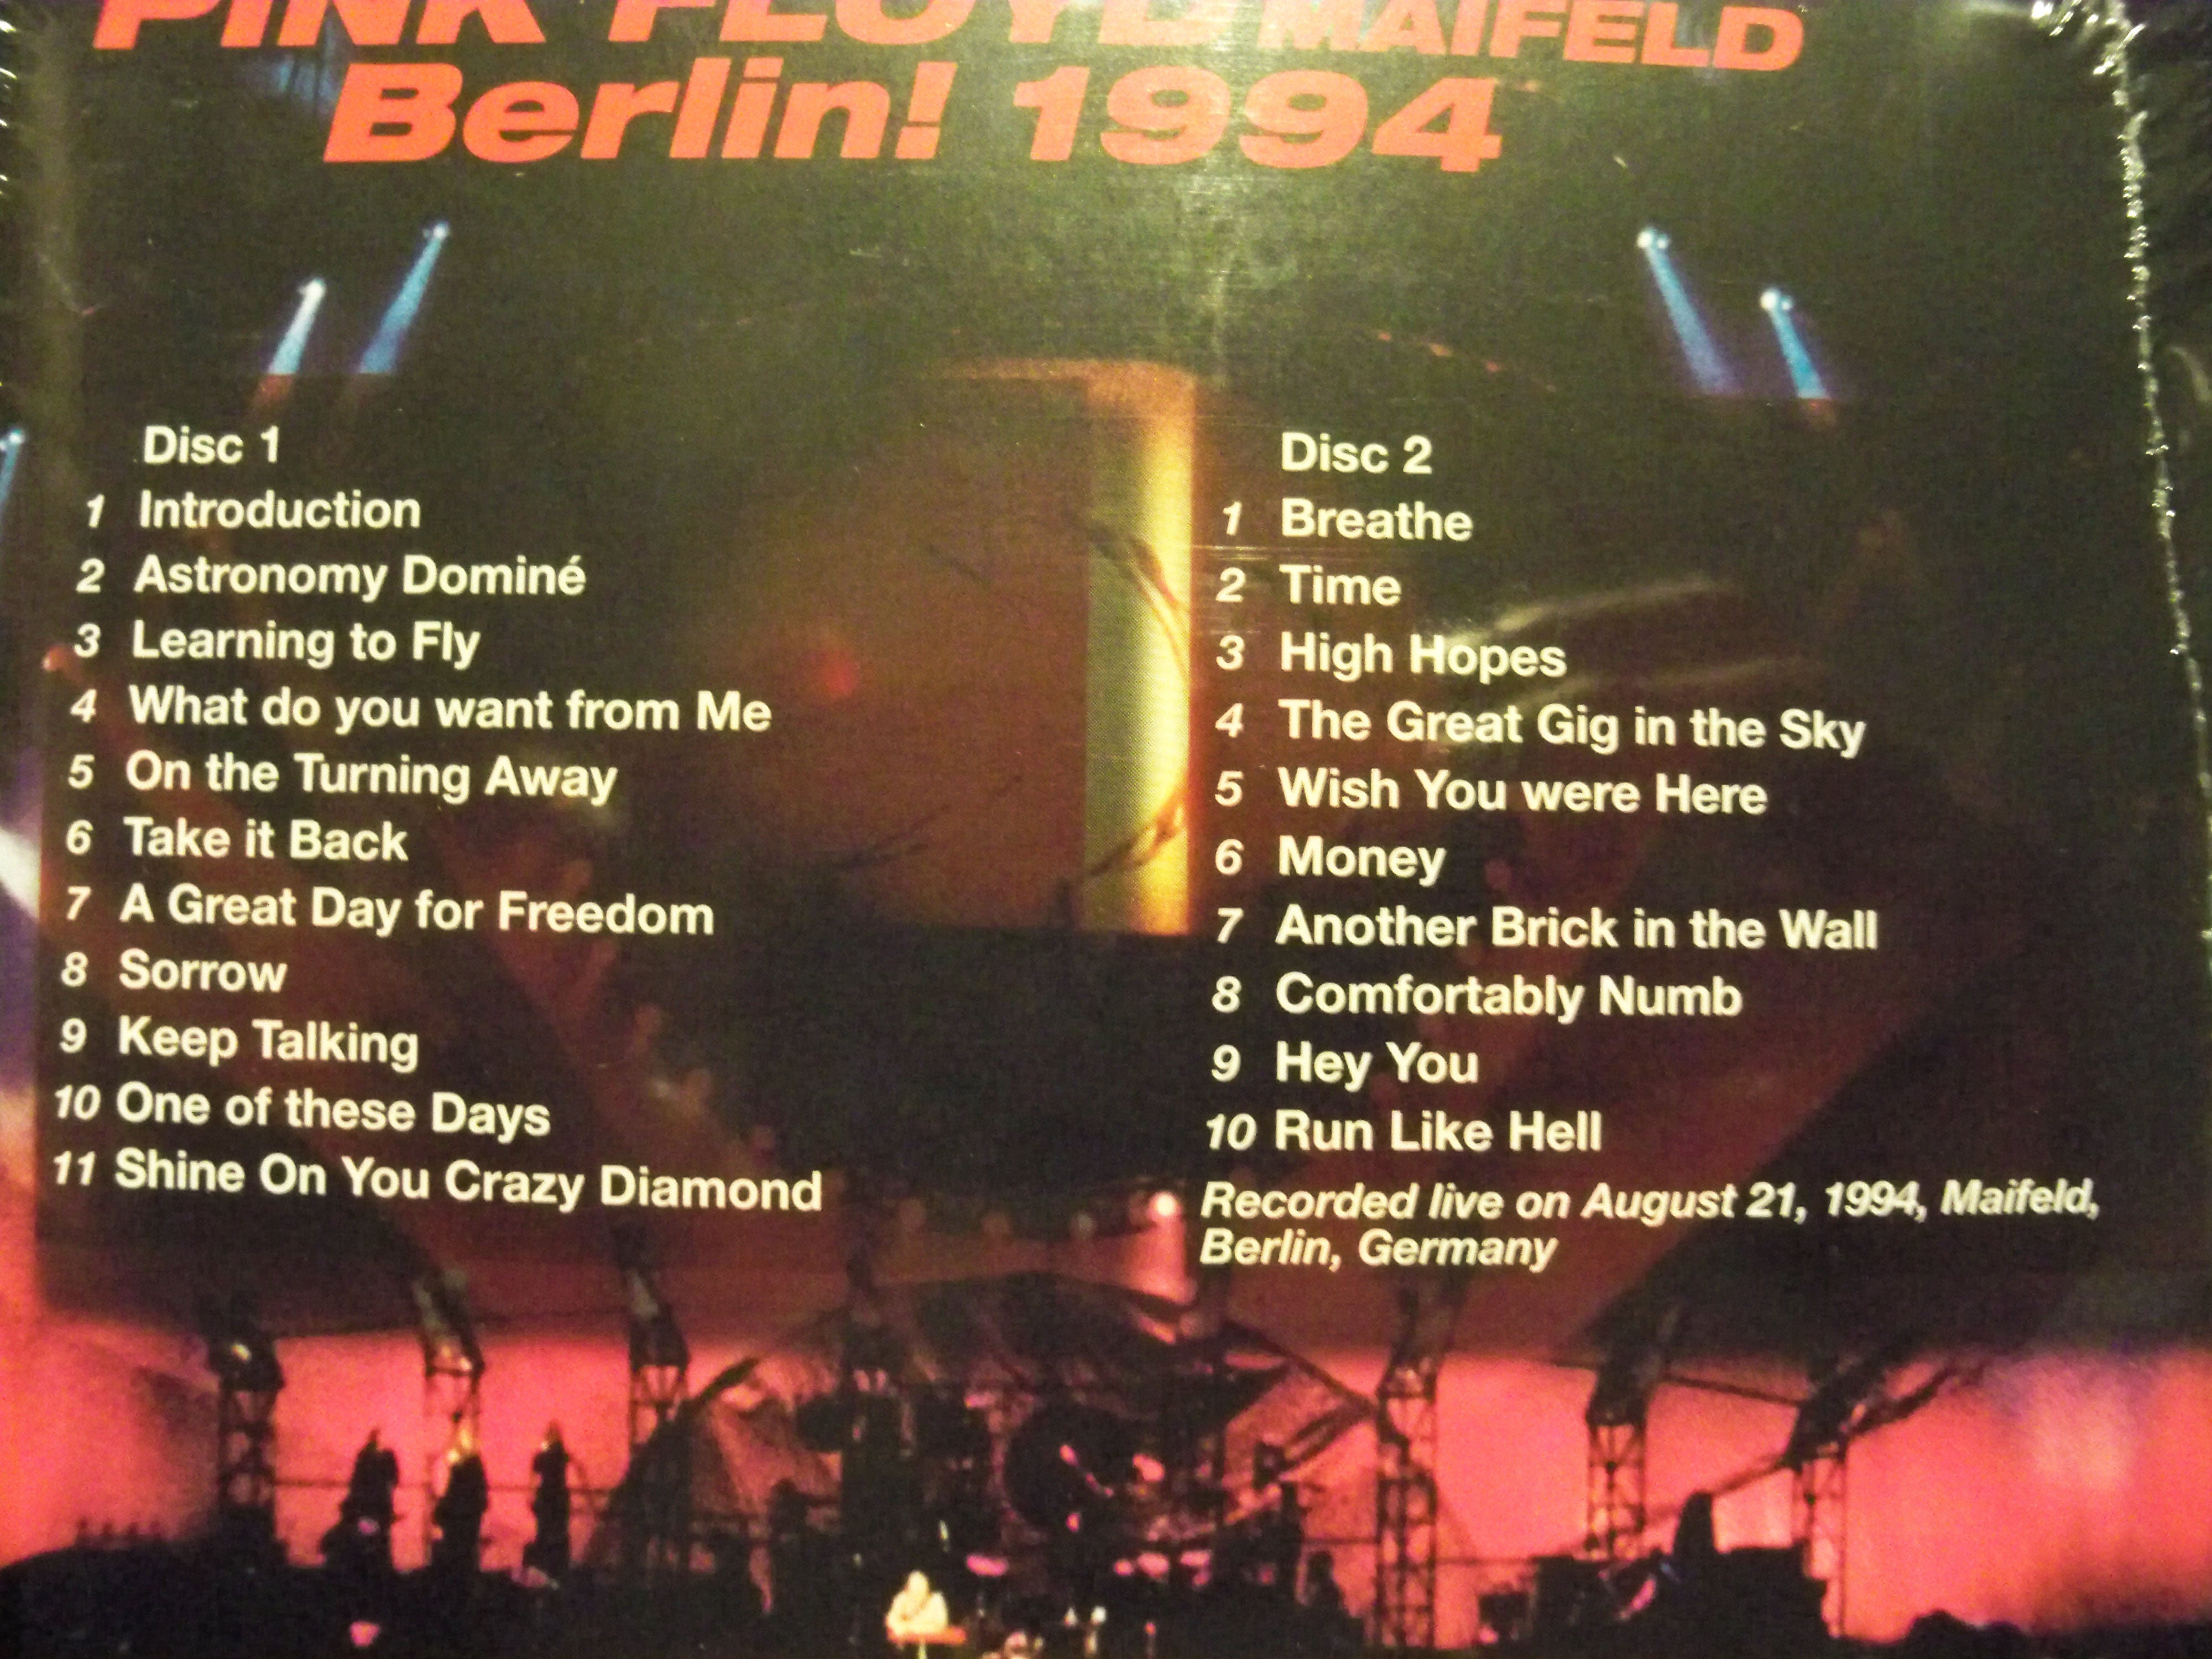 PINK FLOYD MAIFELD
Berlin! 1994
Disc 1
1 Introduction
2 Astronomy Dominé
3 Learning to Fly
4 What do you want from Me
5 On the Turning Away
6 Take it Back
7 A Great Day for Freedom
8 Sorrow
9 Keep Talking
10 One of these Days
11 Shine On You Crazy Diamond
Disc 2
1 Breathe
2 Time
3 High Hopes
4 The Great Gig in the Sky
5 Wish You were Here
6 Money
7 Another Brick in the Wall
8 Comfortably Numb
9 Hey You
10 Run Like Hell
Recorded live on August 21, 1994, Maifeld,
Berlin, Germany